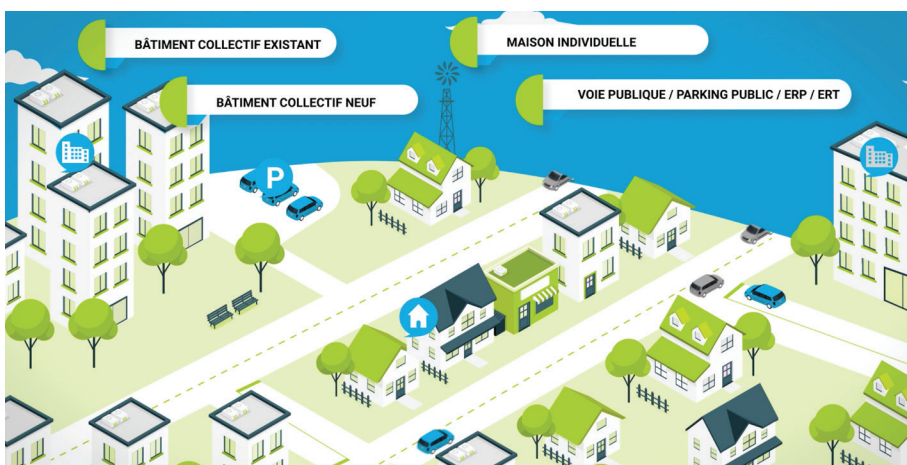 BÂTIMENT COLLECTIF EXISTANT
MAISON INDIVIDUELLE
BÂTIMENT COLLECTIF NEUF
VOIE PUBLIQUE / PARKING PUBLIC / ERP / ERT
P